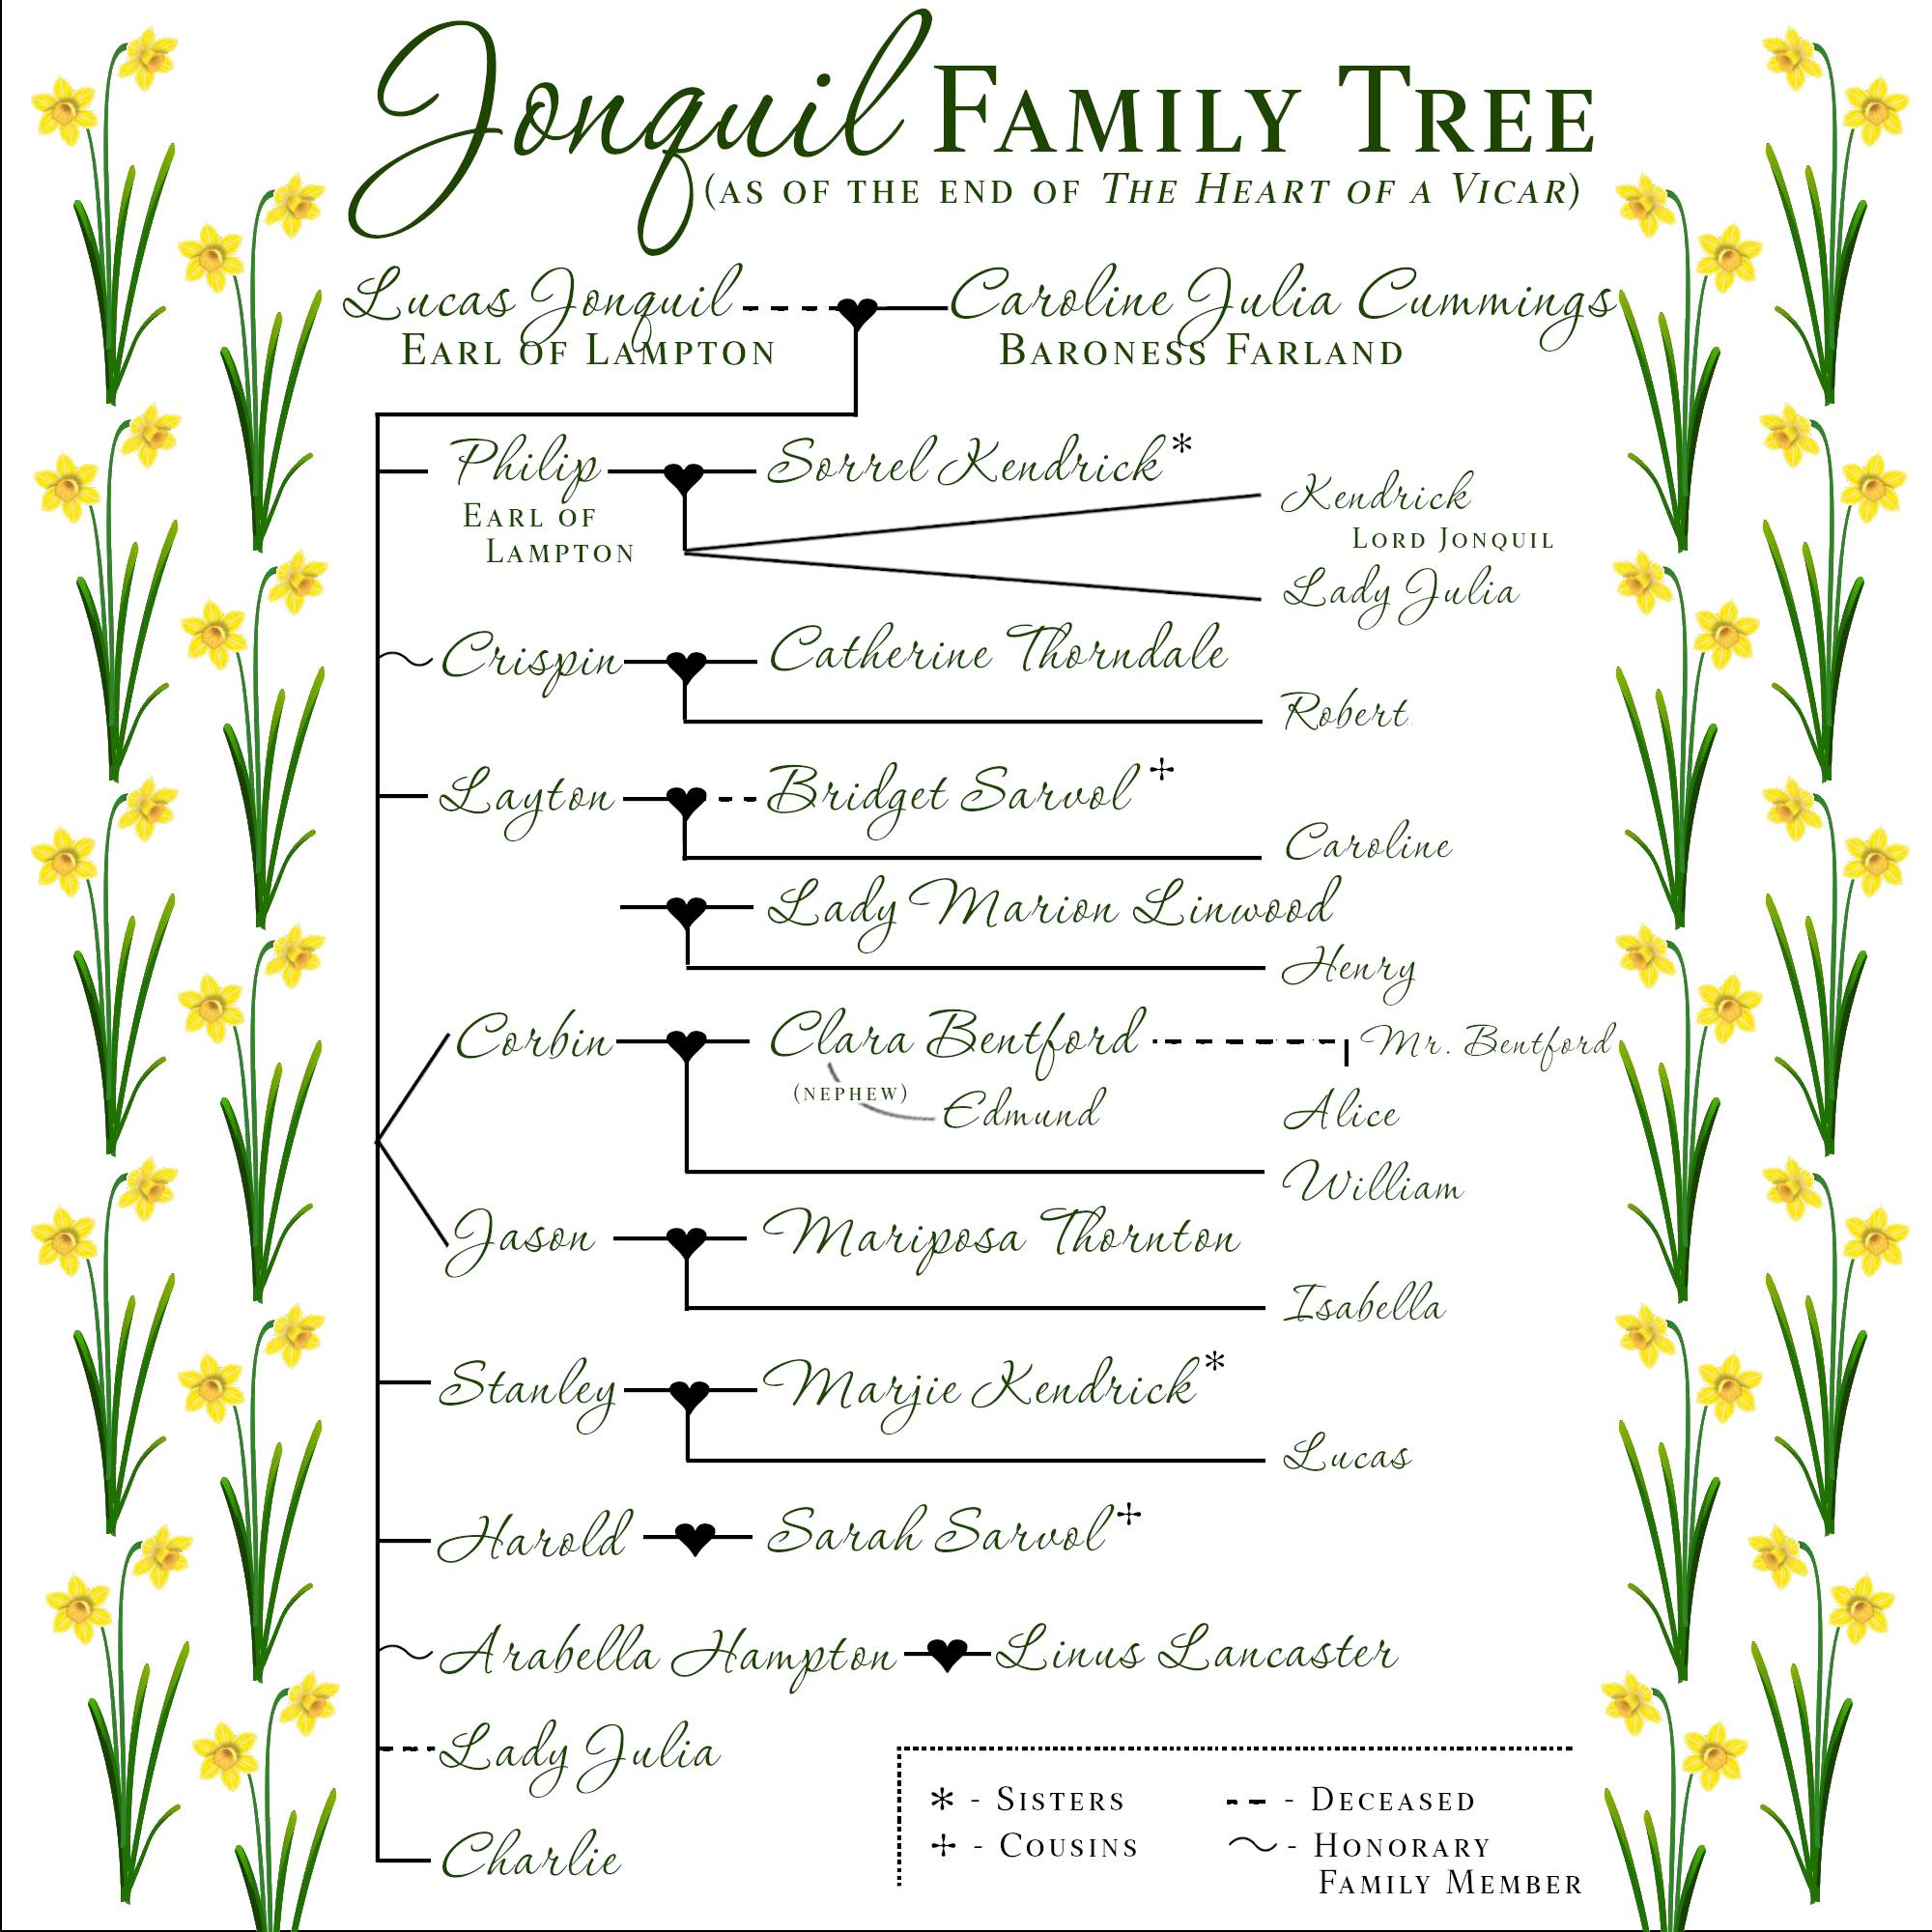 Jonquil Family Tree
(as of the end of The Heart of a Vicar)
Lucas Jonquil Caroline Julia Cummings
Earl of Lampton Baroness Farland
Philip Sorrel Kendrick*
Earl of
Lampton
Kendrick
Lord Jonquil
Lady Julia
Crispin Catherine Thorndale
Robert
Layton Bridget Sarvol ✢
Caroline
Lady Marion Linwood
Henry
Corbin Clara Bentford Mr. Bentford
(nephew)
Edmund Alice
William
Jason Mariposa Thornton
Isabella
Stanley Marjie Kendrick*
Lucas
Harold Sarah Sarvol ✢
Arabella Hampton Linus Lancaster
Lady Julia
Charlie
* - Sisters -- - Deceased
✢ - Cousins ~ - Honorary
Family Member